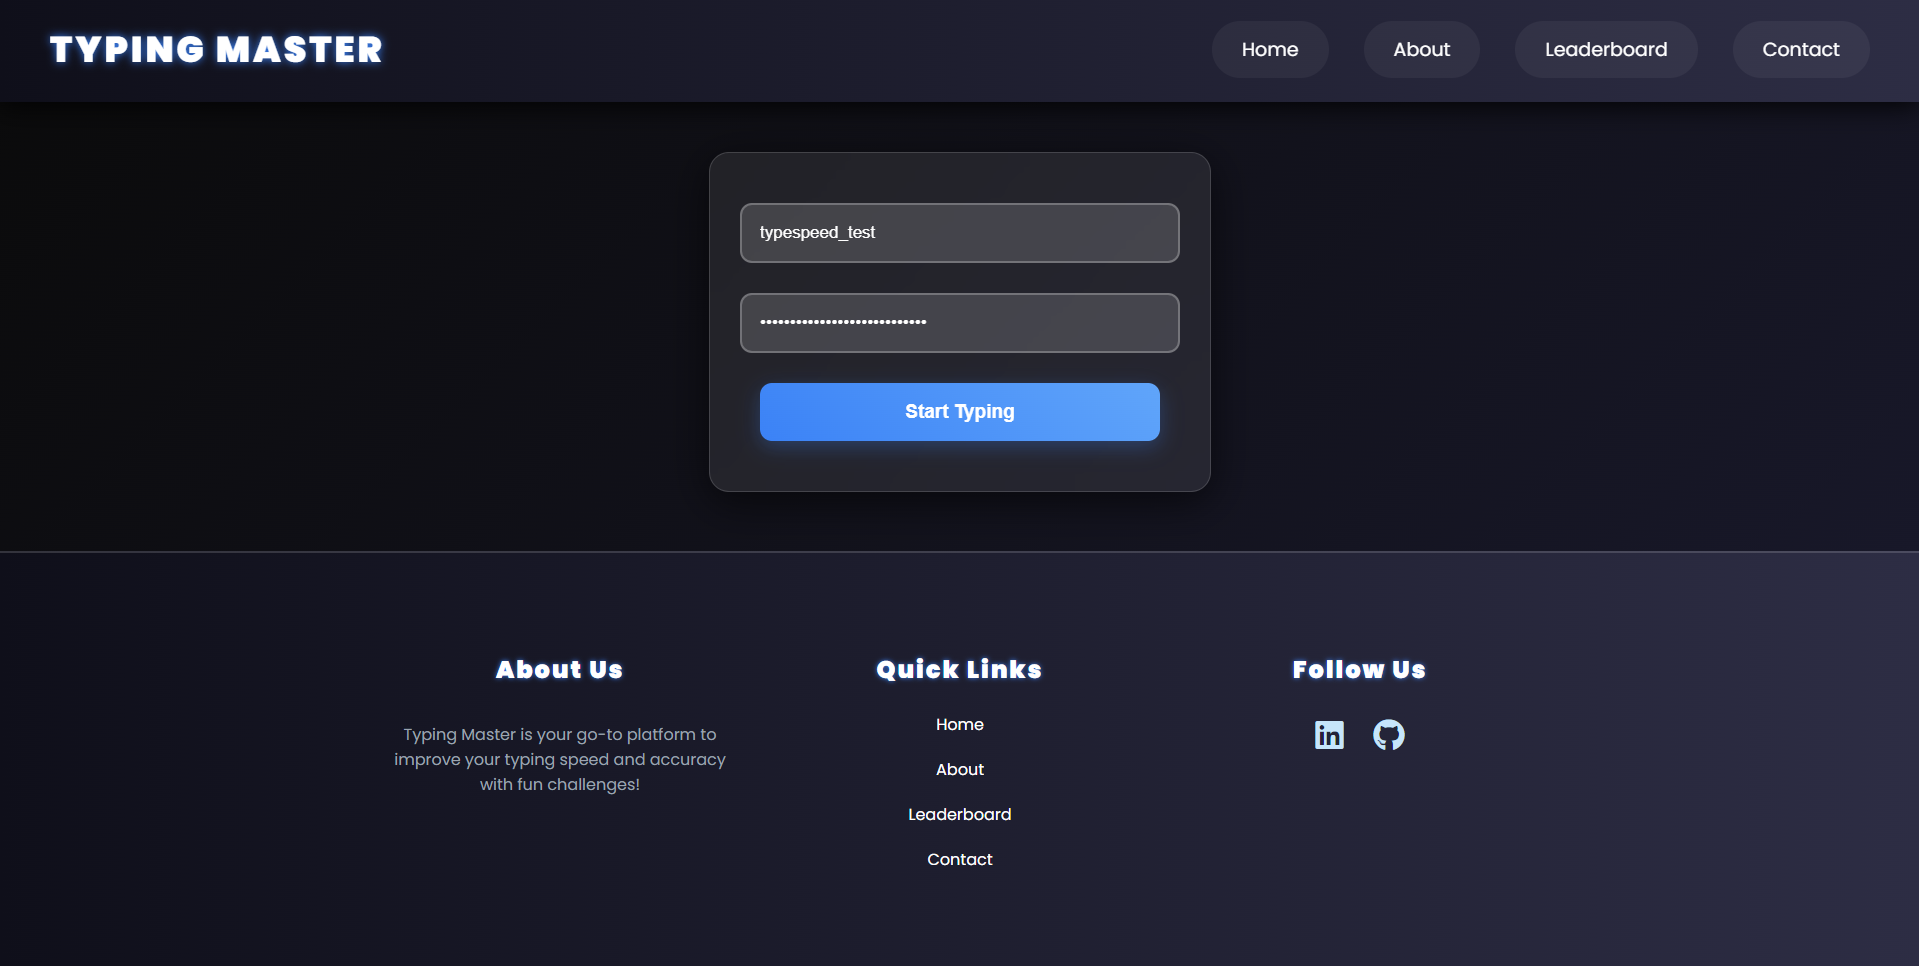 TYPING MASTER
Home
About
Leaderboard
Contact
typespeed_test
••••••••••••••••••••••••••••
Start Typing
About Us
Typing Master is your go-to platform to
improve your typing speed and accuracy
with fun challenges!
Quick Links
Home
About
Leaderboard
Contact
Follow Us
in